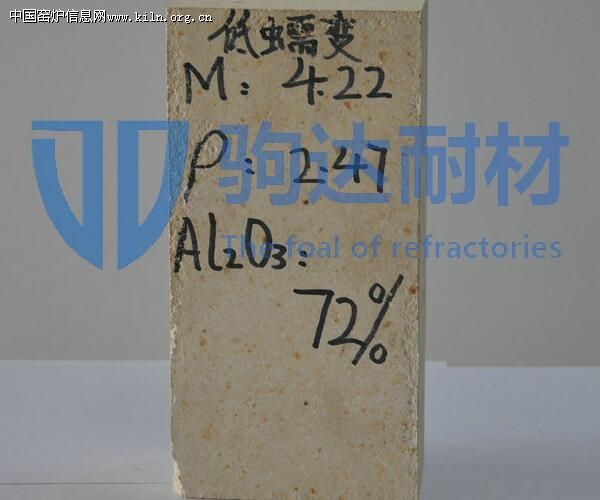 中国窑炉信息网www.kiln.org.cn
低蠕变
M: 4.22
P: 2.47
驹达耐材
Al₂O₃:
The foal of refractories
72%